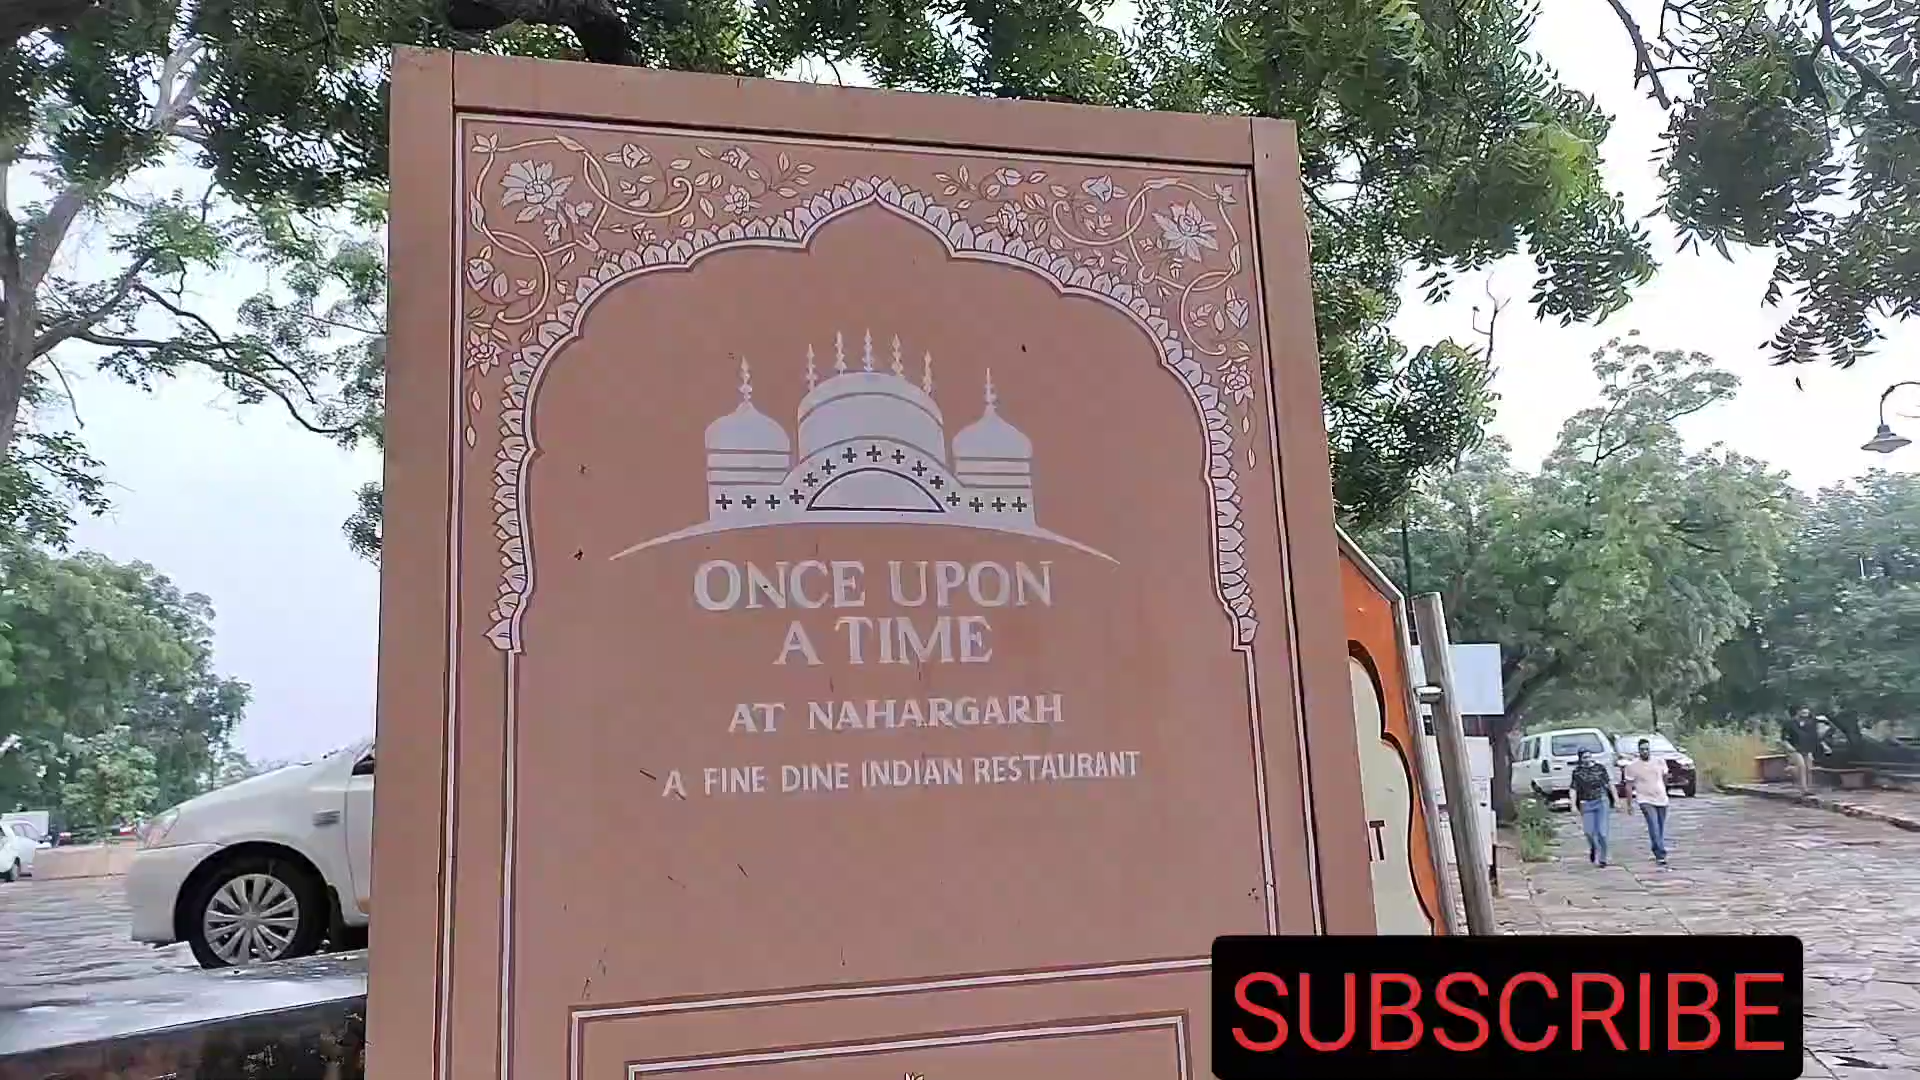 ONCE UPON
A TIME
AT NAHARGARH
A FINE DINE INDIAN RESTAURANT
SUBSCRIBE